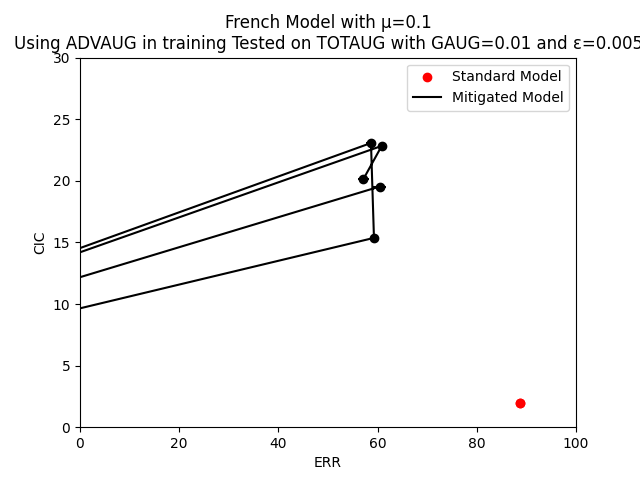 French Model with μ=0.1
Using ADVAUG in training Tested on TOTAUG with GAUG=0.01 and ε=0.005
Standard Model
Mitigated Model
30
25
20
15
10
5
0
CIC
0 20 40 60 80 100
ERR